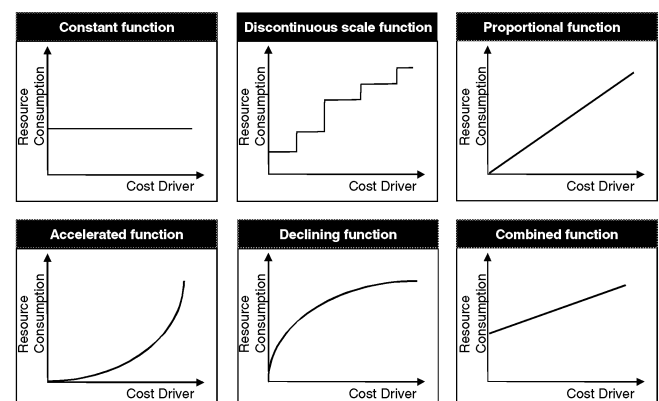 Constant function
Resource
Consumption
Cost Driver
Discontinuous scale function
Resource
Consumption
Cost Driver
Proportional function
Resource
Consumption
Cost Driver
Accelerated function
Resource
Consumption
Cost Driver
Declining function
Resource
Consumption
Cost Driver
Combined function
Resource
Consumption
Cost Driver